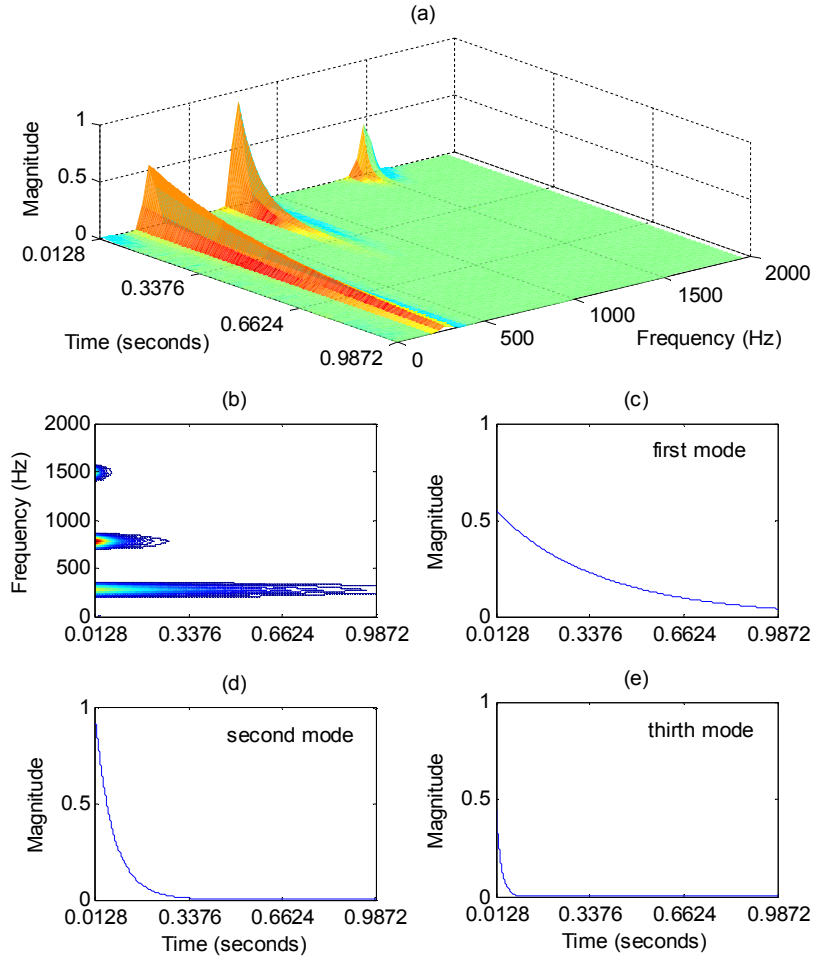 (a)
1
0.5
0
Magnitude
0.0128
0.3376
0.6624
0.9872
Time (seconds)
0
500
1000
1500
2000
Frequency (Hz)
(b)
2000
1500
1000
500
0
Frequency (Hz)
0.0128 0.3376 0.6624 0.9872
(c)
first mode
1
0.5
0
Magnitude
0.0128 0.3376 0.6624 0.9872
(d)
second mode
1
0.5
0
Magnitude
0.0128 0.3376 0.6624 0.9872
Time (seconds)
(e)
thirth mode
1
0.5
0
Magnitude
0.0128 0.3376 0.6624 0.9872
Time (seconds)